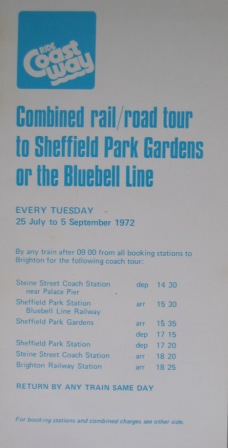 RIDE
Coast
way
Combined rail/road tour
to Sheffield Park Gardens
or the Bluebell Line
EVERY TUESDAY
25 July to 5 September 1972
By any train after 09 00 from all booking stations to
Brighton for the following coach tour:
Steine Street Coach Station dep 14 30
near Palace Pier
Sheffield Park Station arr 15 30
Bluebell Line Railway
Sheffield Park Gardens arr 15 35
dep 17 15
Sheffield Park Station dep 17 20
Steine Street Coach Station arr 18 20
Brighton Railway Station arr 18 25
RETURN BY ANY TRAIN SAME DAY
For booking stations and combined charges see other side.